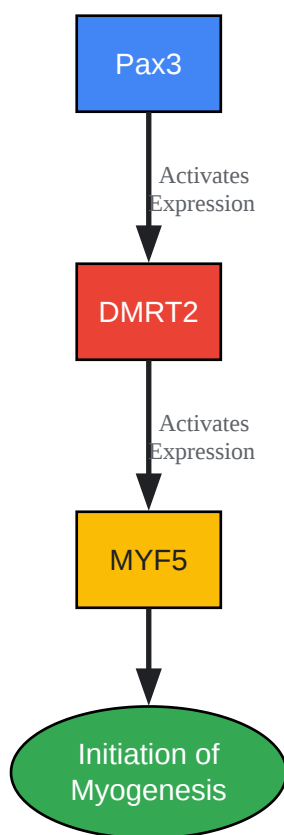 Pax3
Activates
Expression
DMRT2
Activates
Expression
MYF5
Initiation of
Myogenesis